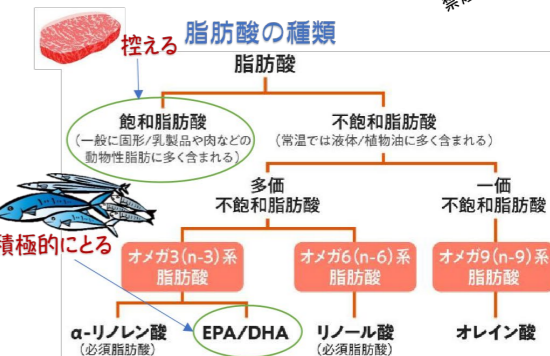 脂肪酸の種類
控える
脂肪酸
飽和脂肪酸
（一般に固形/乳製品や肉などの
動物性脂肪に多く含まれる）
不飽和脂肪酸
（常温では液体/植物油に多く含まれる）
多価
不飽和脂肪酸
一価
不飽和脂肪酸
積極的にとる
オメガ3(n-3)系
脂肪酸
オメガ6(n-6)系
脂肪酸
オメガ9(n-9)系
脂肪酸
α-リノレン酸
（必須脂肪酸）
EPA/DHA
リノール酸
（必須脂肪酸）
オレイン酸